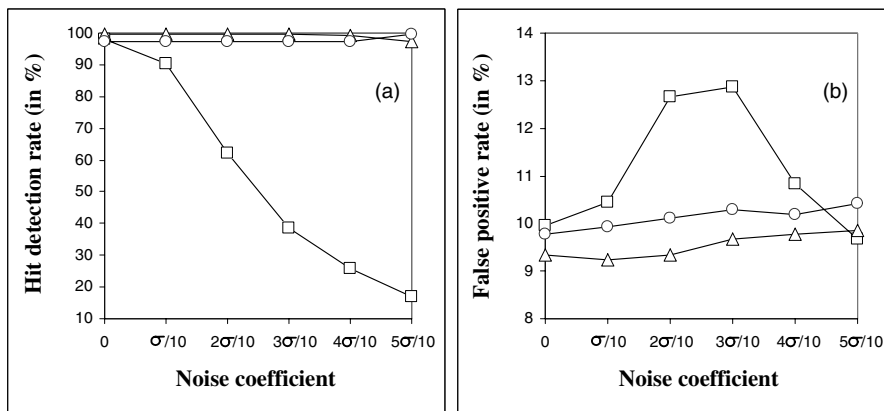 Hit detection rate (in %)
100
90
80
70
60
50
40
30
20
10
(a)
0 σ/10 2σ/10 3σ/10 4σ/10 5σ/10
Noise coefficient
False positive rate (in %)
14
13
12
11
10
9
8
(b)
0 σ/10 2σ/10 3σ/10 4σ/10 5σ/10
Noise coefficient